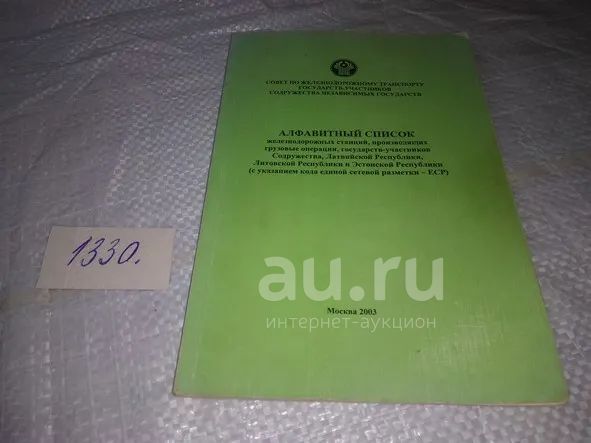 СОВЕТ ПО ЖЕЛЕЗНОДОРОЖНОМУ ТРАНСПОРТУ
ГОСУДАРСТВ-УЧАСТНИКОВ
СОДРУЖЕСТВА НЕЗАВИСИМЫХ ГОСУДАРСТВ
АЛФАВИТНЫЙ СПИСОК
железнодорожных станций, производящих
грузовые операции, государств-участников
Содружества, Латвийской Республики,
Литовской Республики и Эстонской Республики
(с указанием кода единой сетевой разметки – ЕСР)
1330.
au.ru
интернет-аукцион
Москва 2003